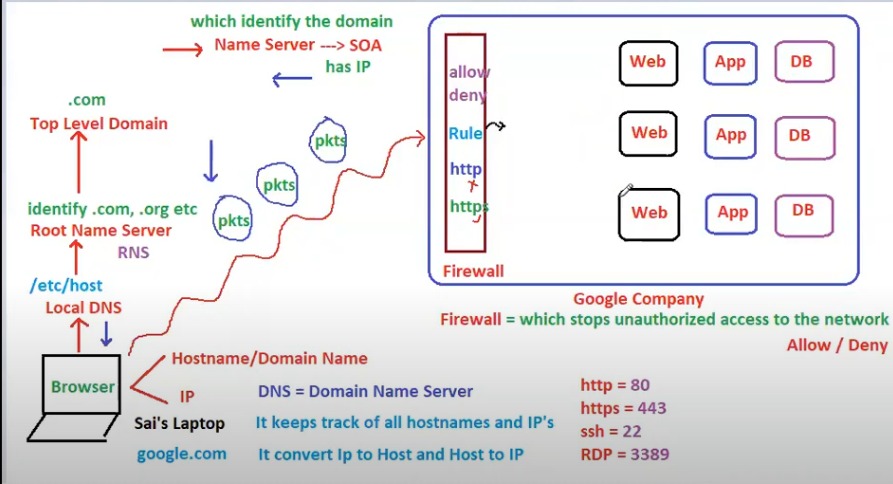 which identify the domain
Name Server ---> SOA
has IP
.com
Top Level Domain
pkts
pkts
pkts
identify .com, .org etc
Root Name Server
RNS
/etc/host
Local DNS
Browser
Hostname/Domain Name
IP
Sai's Laptop
google.com
DNS = Domain Name Server
It keeps track of all hostnames and IP's
It convert Ip to Host and Host to IP
allow
deny
Rule
http
https
Firewall
Web App DB
Web App DB
Web App DB
Google Company
Firewall = which stops unauthorized access to the network
Allow / Deny
http = 80
https = 443
ssh = 22
RDP = 3389